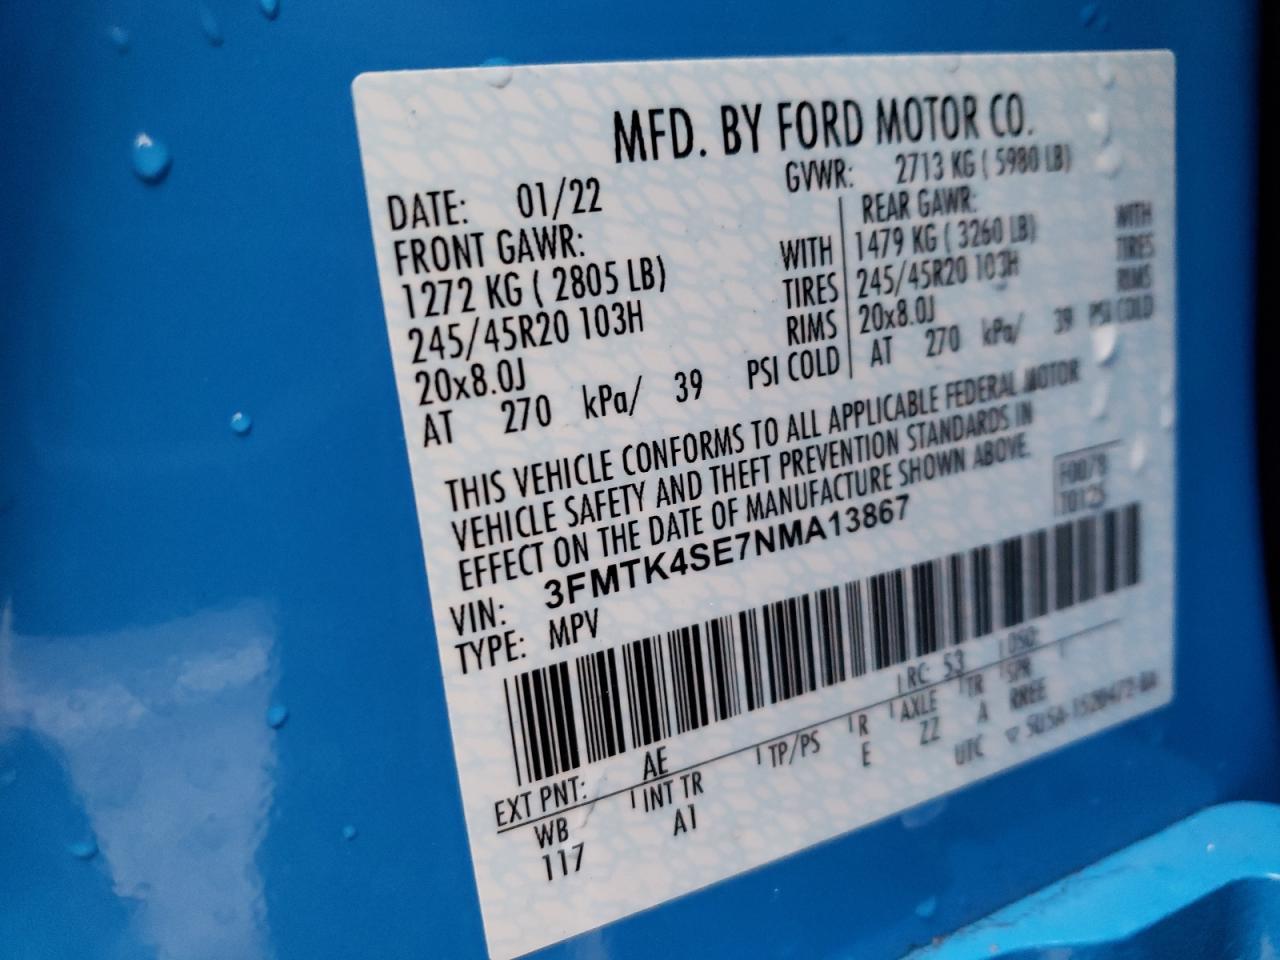 MFD. BY FORD MOTOR CO.
DATE: 01/22 GVWR: 2713 KG ( 5980 LB)
FRONT GAWR: REAR GAWR:
1272 KG ( 2805 LB) WITH 1479 KG ( 3260 LB) WITH
245/45R20 103H TIRES 245/45R20 103H TIRES
20x8.0J RIMS 20x8.0J RIMS
AT 270 kPa/ 39 PSI COLD AT 270 kPa/ 39 PSI COLD
THIS VEHICLE CONFORMS TO ALL APPLICABLE FEDERAL MOTOR
VEHICLE SAFETY AND THEFT PREVENTION STANDARDS IN
EFFECT ON THE DATE OF MANUFACTURE SHOWN ABOVE.
VIN: 3FMTK4SE7NMA13867
TYPE: MPV
F0078
T0125
EXT PNT: AE RC: 53 DSO:
WB INT TR TP/PS R AXLE TR SPR
117 A1 E ZZ A RREE
UTC